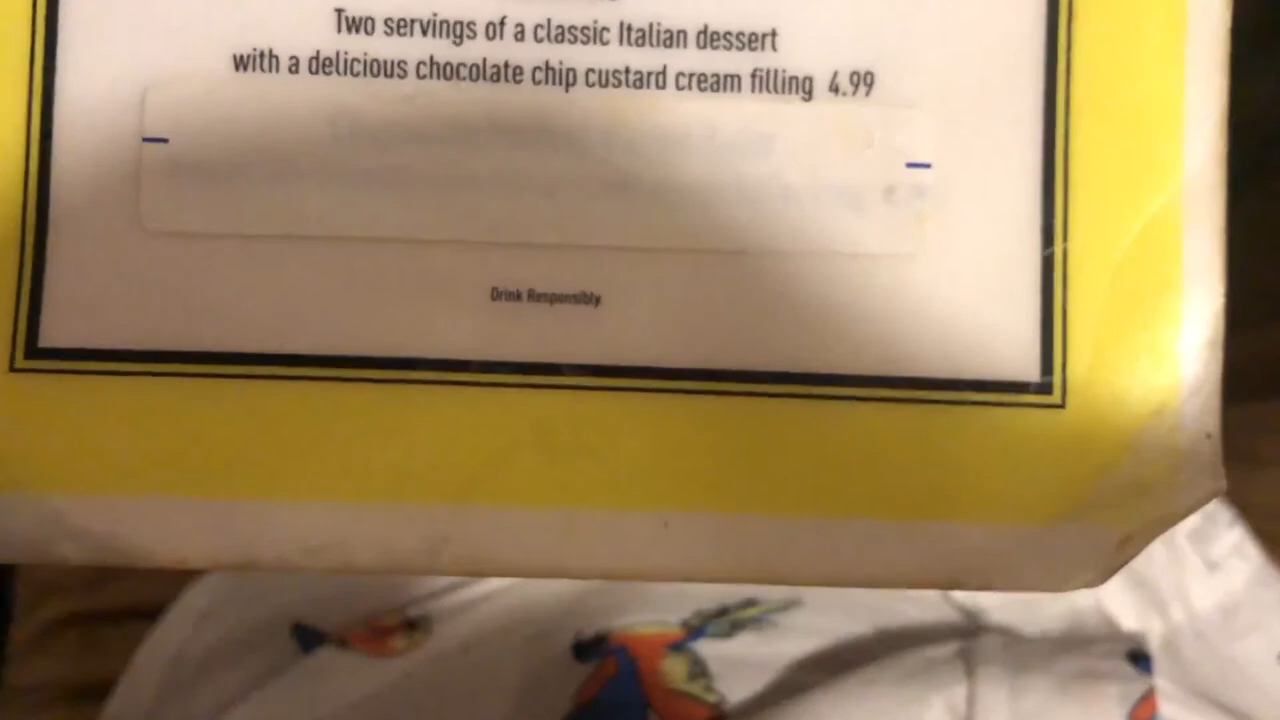 Two servings of a classic Italian dessert
with a delicious chocolate chip custard cream filling 4.99
Drink Responsibly